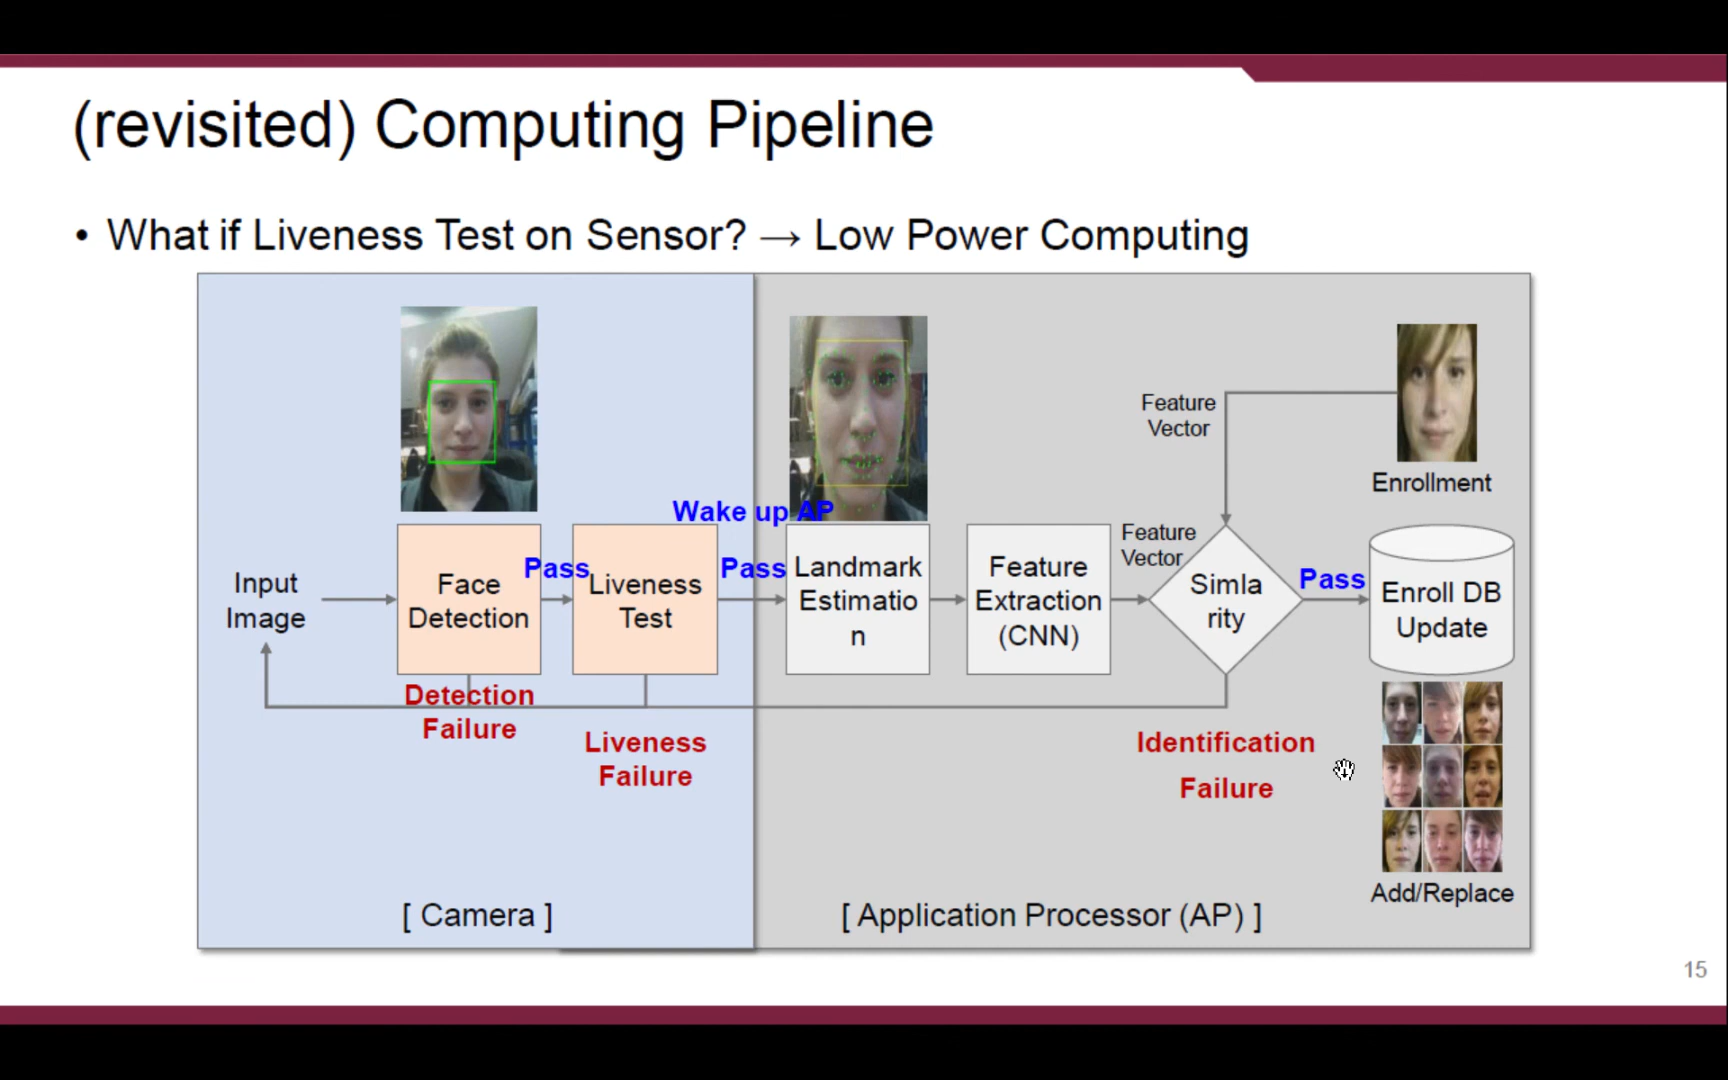 (revisited) Computing Pipeline
• What if Liveness Test on Sensor? → Low Power Computing
Feature
Vector
Enrollment
Wake up AP
Input
Image
Face
Detection
Pass
Liveness
Test
Pass
Landmark
Estimatio
n
Feature
Extraction
(CNN)
Feature
Vector
Simla
rity
Pass
Enroll DB
Update
Detection
Failure
Liveness
Failure
Identification
Failure
Add/Replace
[ Camera ]
[ Application Processor (AP) ]
15